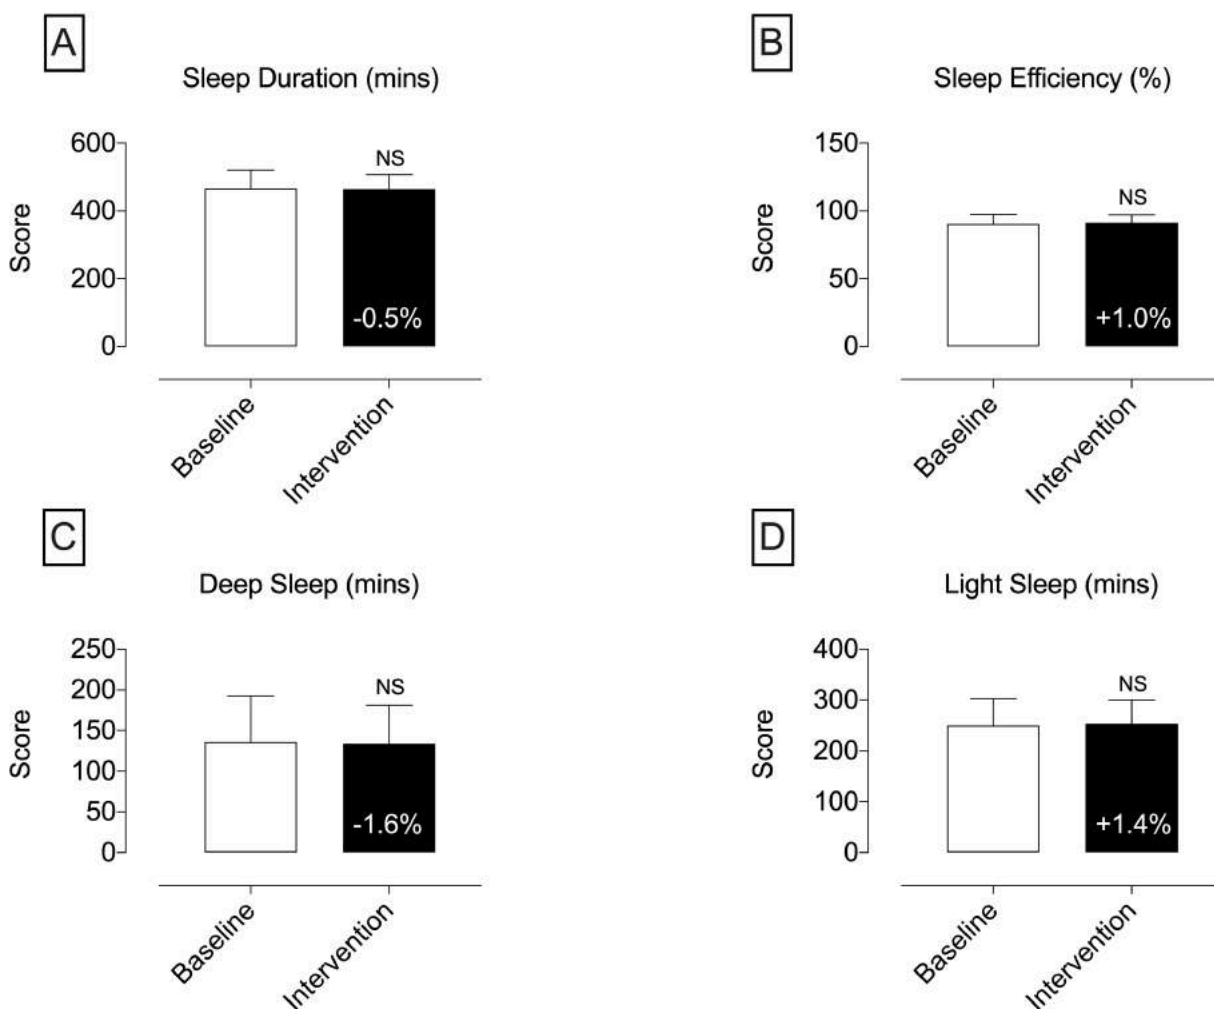 A
Sleep Duration (mins)
600
400
200
0
Score
NS
-0.5%
Baseline
Intervention
B
Sleep Efficiency (%)
150
100
50
0
Score
NS
+1.0%
Baseline
Intervention
C
Deep Sleep (mins)
250
200
150
100
50
0
Score
NS
-1.6%
Baseline
Intervention
D
Light Sleep (mins)
400
300
200
100
0
Score
NS
+1.4%
Baseline
Intervention